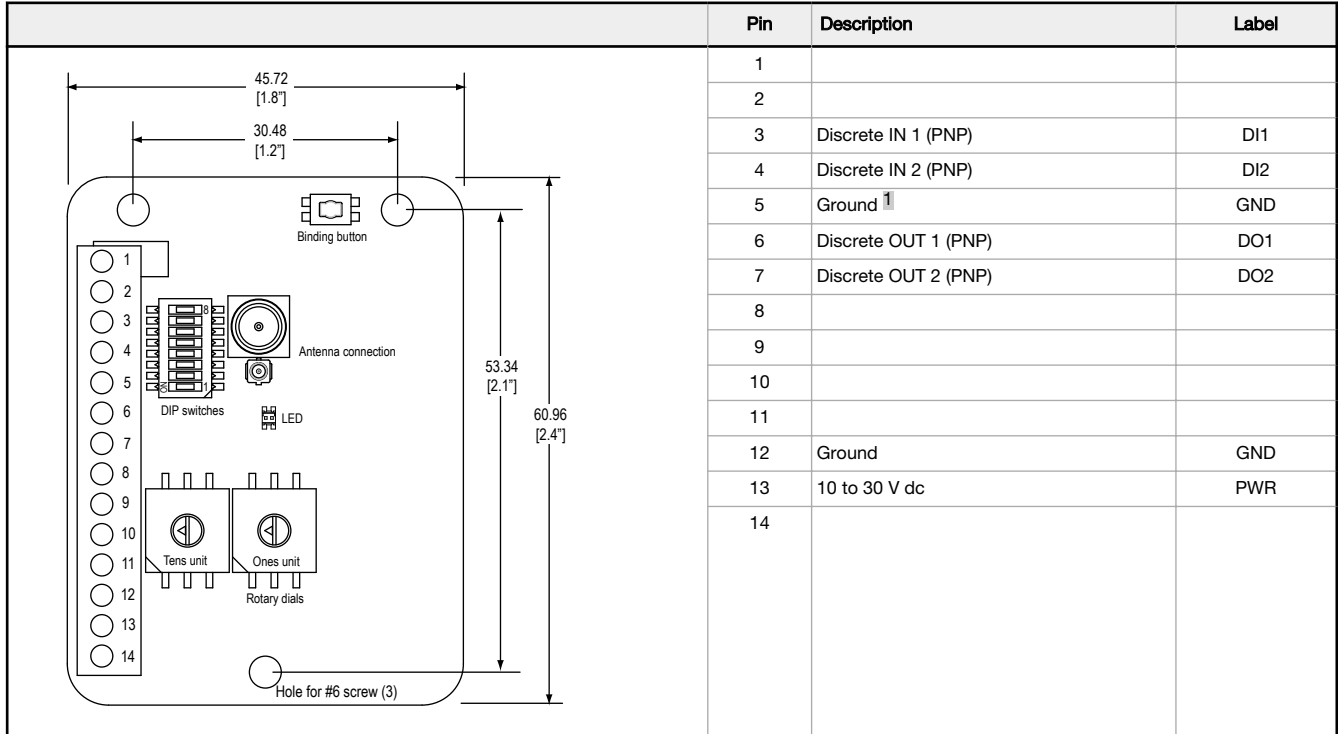 Pin Description Label
1
2
3 Discrete IN 1 (PNP) DI1
4 Discrete IN 2 (PNP) DI2
5 Ground 1 GND
6 Discrete OUT 1 (PNP) DO1
7 Discrete OUT 2 (PNP) DO2
8
9
10
11
12 Ground GND
13 10 to 30 V dc PWR
14
45.72
[1.8"]
30.48
[1.2"]
Binding button
1
2
3
4
5
6
7
8
9
10
11
12
13
14
8
ON 1
DIP switches
Antenna connection
LED
53.34
[2.1"]
60.96
[2.4"]
Tens unit
Ones unit
Rotary dials
Hole for #6 screw (3)